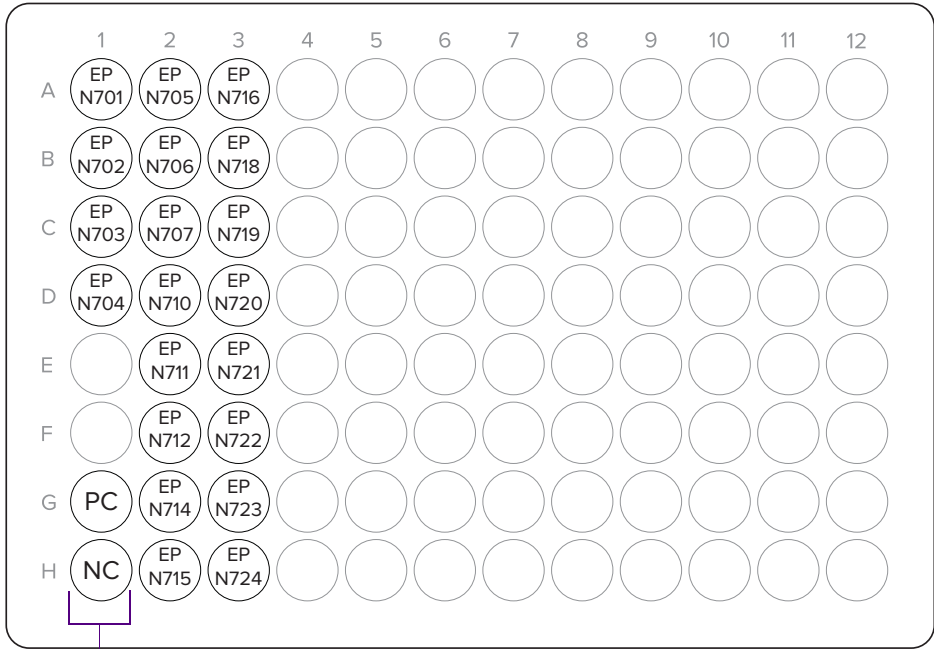 1 2 3 4 5 6 7 8 9 10 11 12
A EP N701 EP N705 EP N716
B EP N702 EP N706 EP N718
C EP N703 EP N707 EP N719
D EP N704 EP N710 EP N720
E EP N711 EP N721
F EP N712 EP N722
G PC EP N714 EP N723
H NC EP N715 EP N724